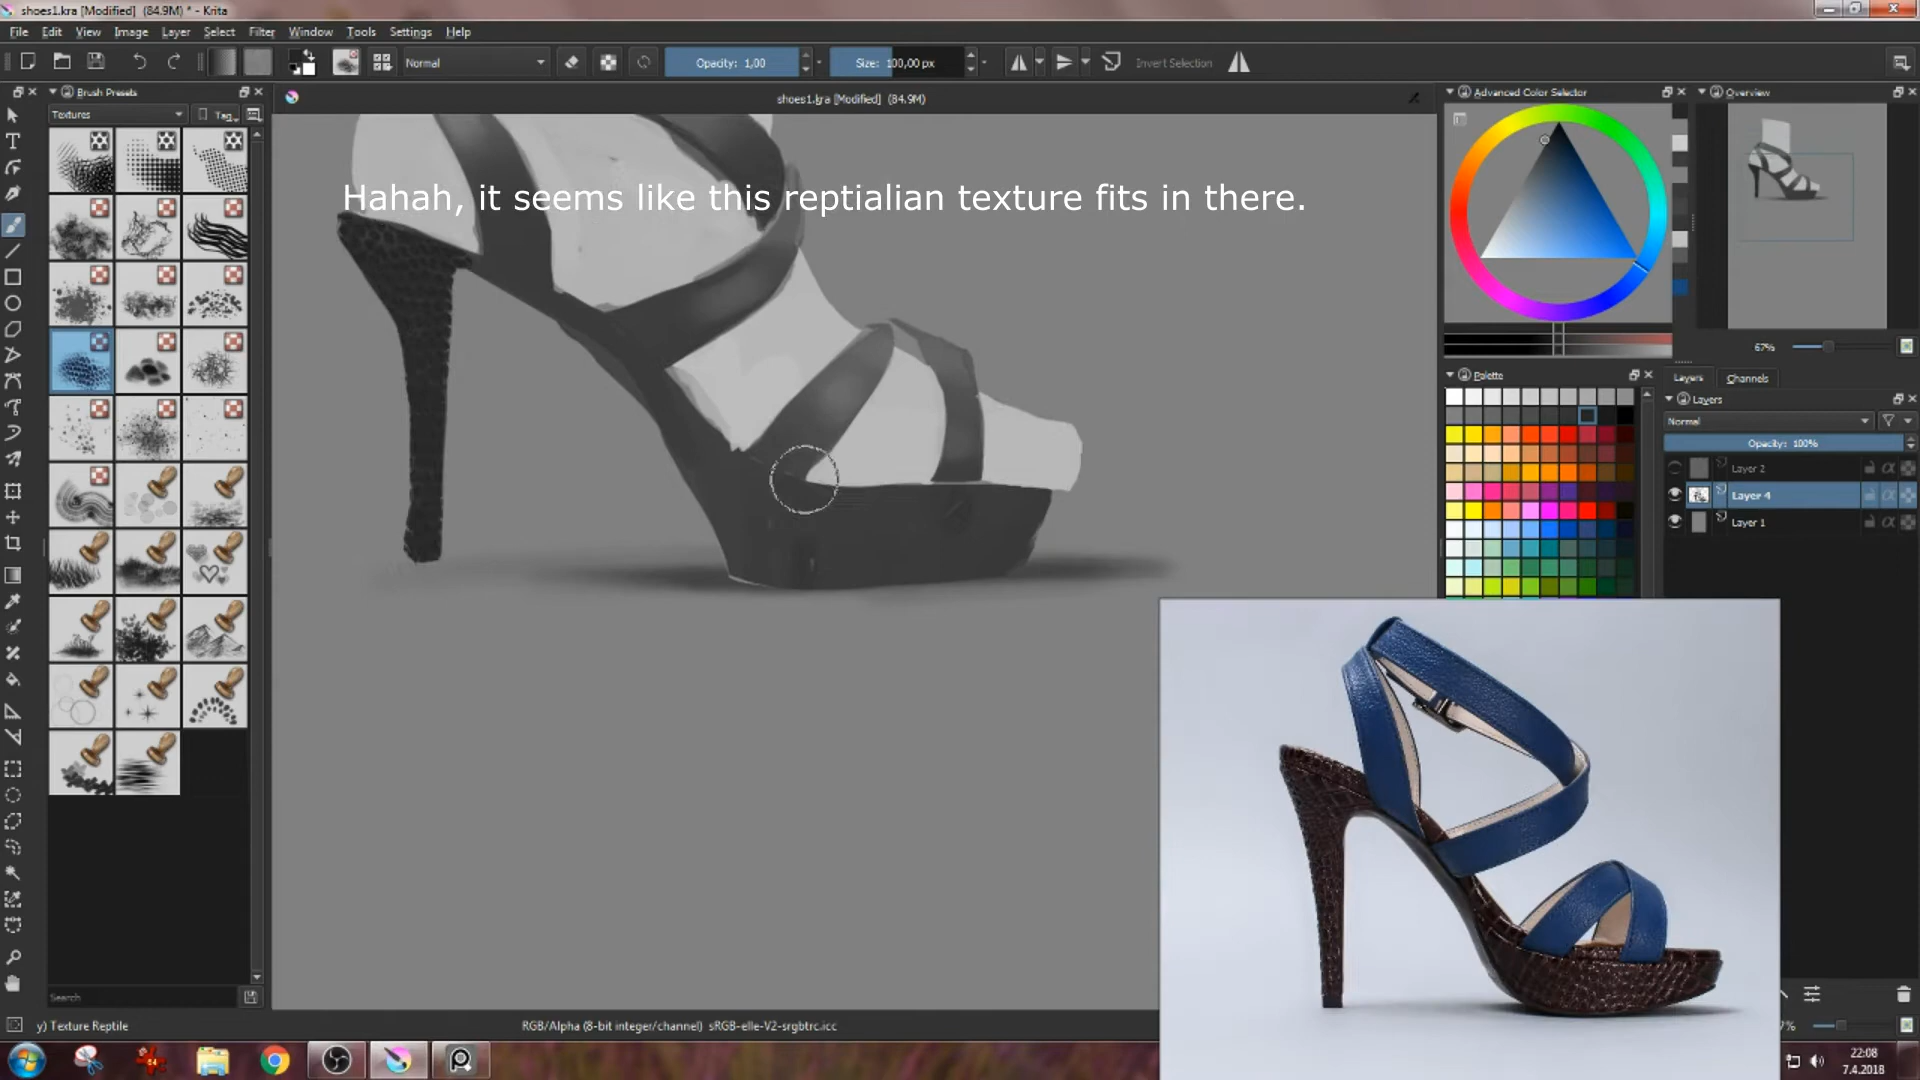 shoes1.kra [Modified] (84.9M) * - Krita
File Edit View Image Layer Select Filter Window Tools Settings Help
Normal
Opacity: 1,00
Size: 100,00 px
Invert Selection
Brush Presets
shoes1.kra [Modified] (84.9M)
Advanced Color Selector
Overview
Textures
Tag
Hahah, it seems like this reptialian texture fits in there.
67%
Palette
Layers Channels
Layers
Normal
Opacity: 100%
Layer 2
Layer 4
Layer 1
Search
y) Texture Reptile
RGB/Alpha (8-bit integer/channel) sRGB-elle-V2-srgbtrc.icc
22:08
7.4.2018